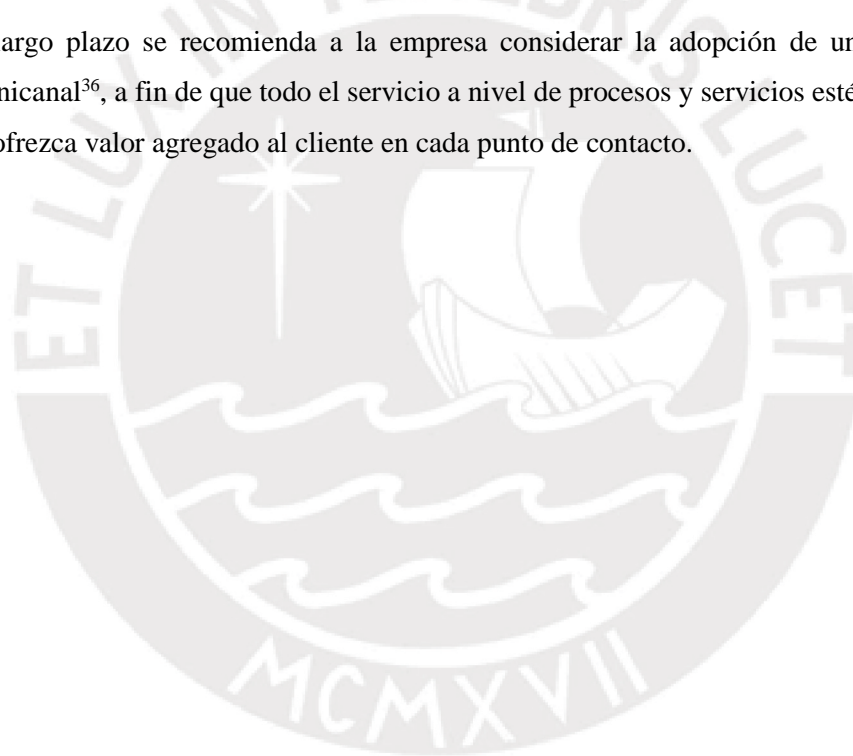 largo plazo se recomienda a la empresa considerar la adopción de un
nicanal³⁶, a fin de que todo el servicio a nivel de procesos y servicios esté
ofrezca valor agregado al cliente en cada punto de contacto.
ET LUX IN TENEBRIS LUCET
MCMXVII